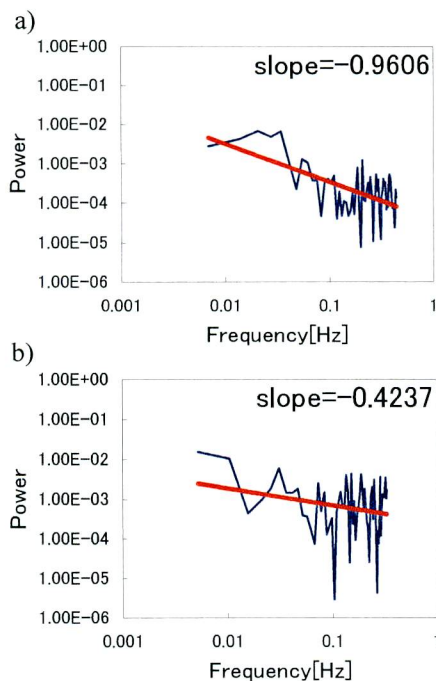 a)
slope=-0.9606
1.00E+00
1.00E-01
1.00E-02
1.00E-03
1.00E-04
1.00E-05
1.00E-06
Power
0.001
0.01
0.1
1
Frequency[Hz]
b)
slope=-0.4237
1.00E+00
1.00E-01
1.00E-02
1.00E-03
1.00E-04
1.00E-05
1.00E-06
Power
0.001
0.01
0.1
1
Frequency[Hz]